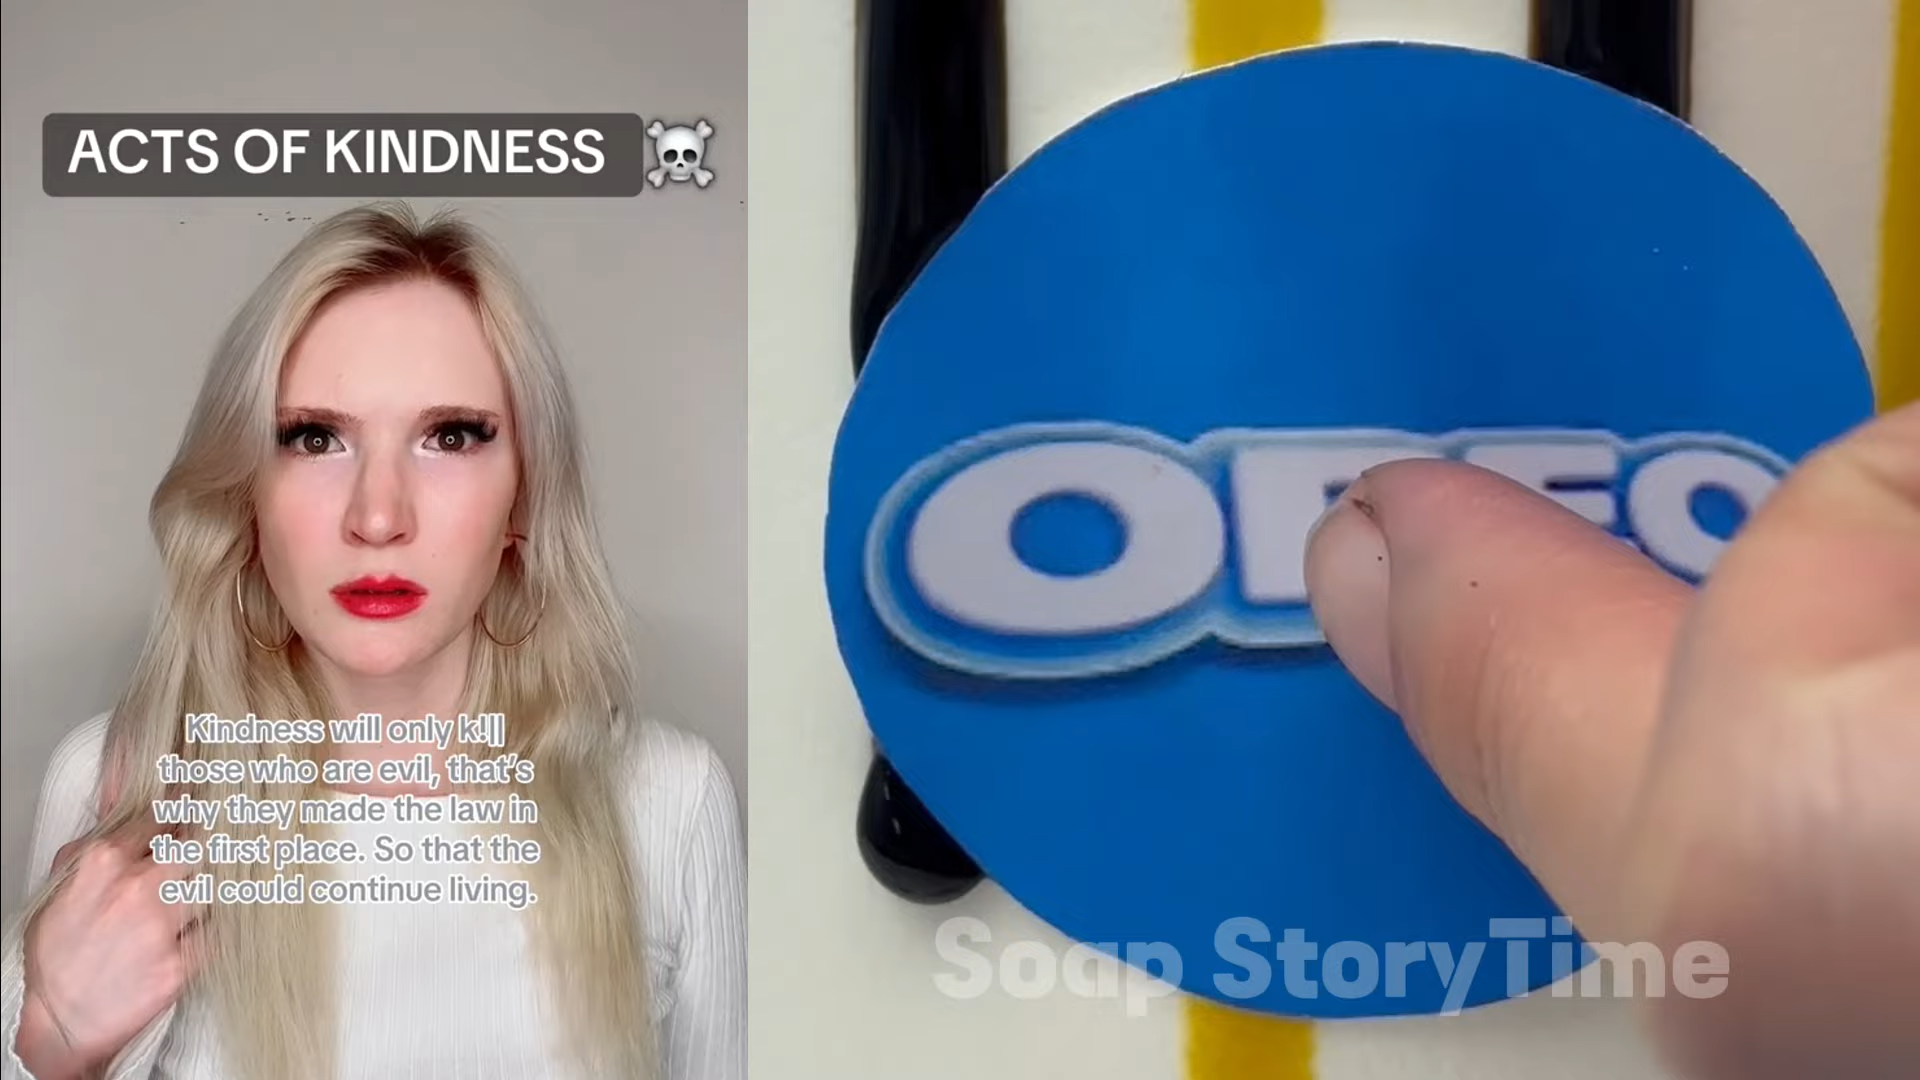 ACTS OF KINDNESS ☠️
Kindness will only k!||
those who are evil, that's
why they made the law in
the first place. So that the
evil could continue living.
OREO
Soap StoryTime